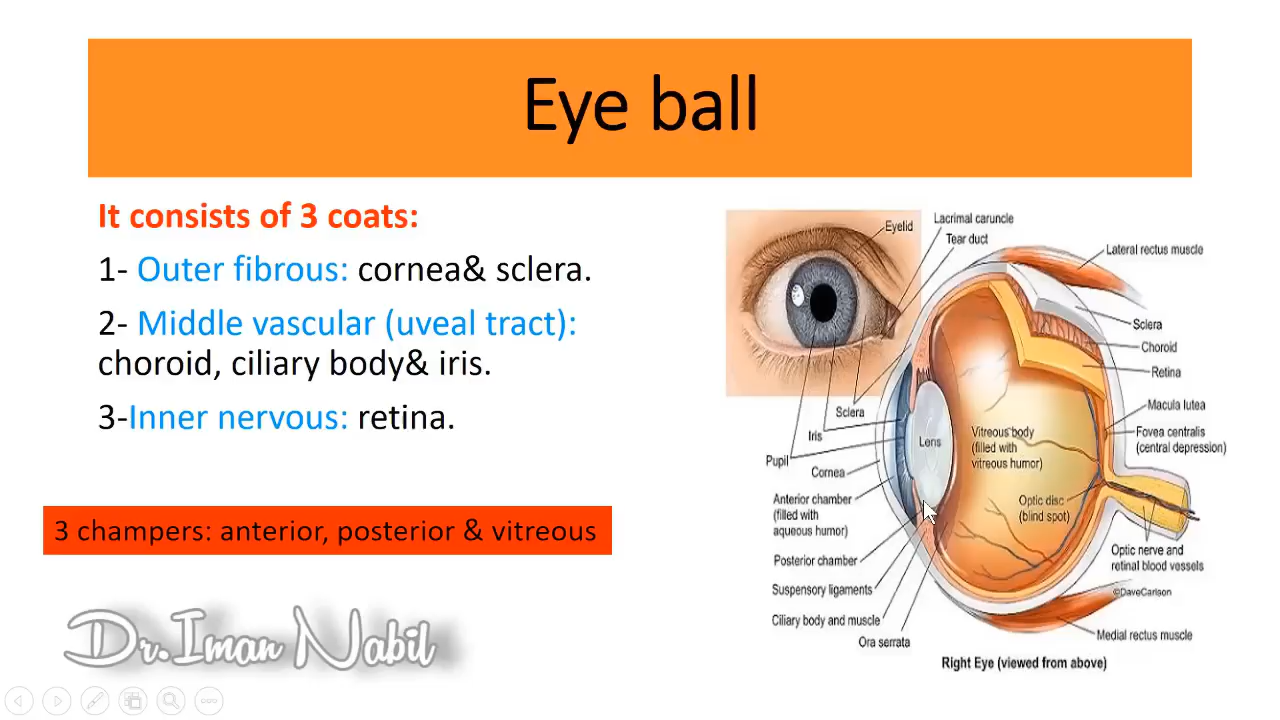 Eye ball
It consists of 3 coats:
1- Outer fibrous: cornea& sclera.
2- Middle vascular (uveal tract):
choroid, ciliary body& iris.
3-Inner nervous: retina.
3 champers: anterior, posterior & vitreous
Dr.Iman Nabil
Eyelid
Lacrimal caruncle
Tear duct
Lateral rectus muscle
Sclera
Choroid
Retina
Macula lutea
Fovea centralis
(central depression)
Sclera
Iris
Pupil
Cornea
Lens
Vitreous body
(filled with
vitreous humor)
Anterior chamber
(filled with
aqueous humor)
Optic disc
(blind spot)
Posterior chamber
Suspensory ligaments
Ciliary body and muscle
Ora serrata
Optic nerve and
retinal blood vessels
©DaveCarlson
Medial rectus muscle
Right Eye (viewed from above)